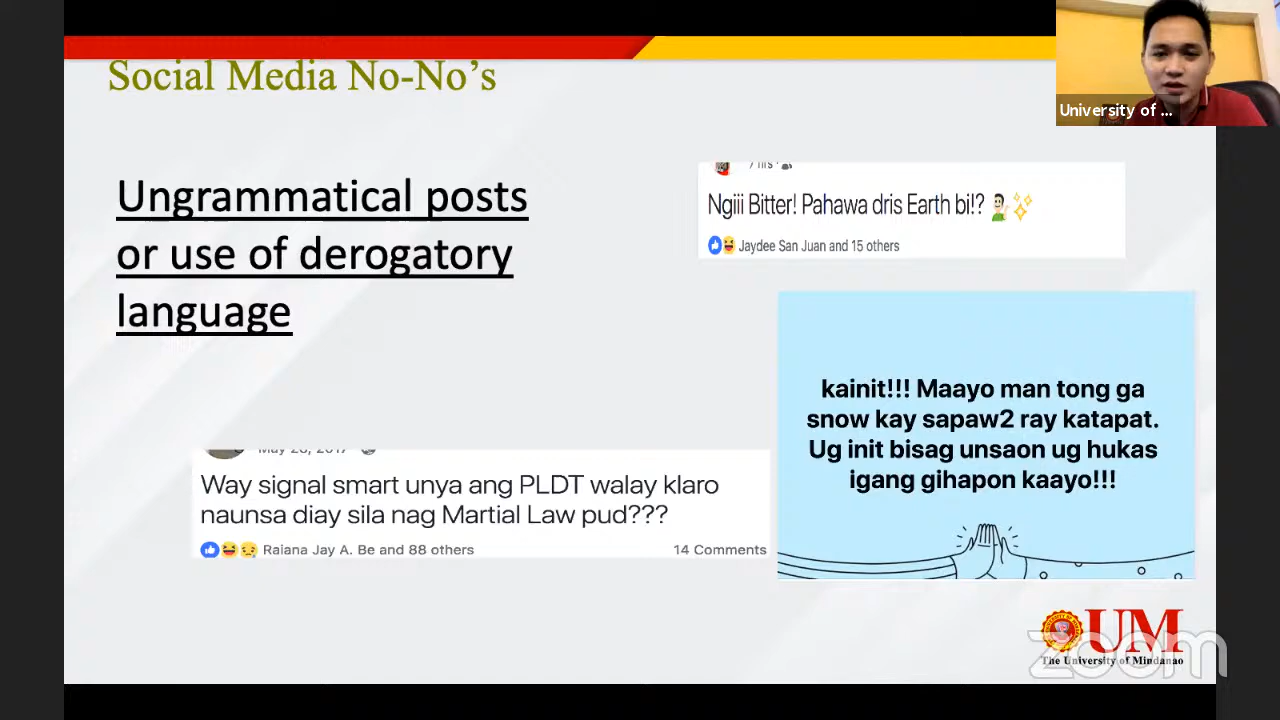 Social Media No-No’s
University of ...
Ungrammatical posts
or use of derogatory
language
7 hrs
Ngiii Bitter! Pahawa dris Earth bi!?
Jaydee San Juan and 15 others
kainit!!! Maayo man tong ga
snow kay sapaw2 ray katapat.
Ug init bisag unsaon ug hukas
igang gihapon kaayo!!!
2017
Way signal smart unya ang PLDT walay klaro
naunsa diay sila nag Martial Law pud???
Raiana Jay A. Be and 88 others
14 Comments
UM
The University of Mindanao
zoom